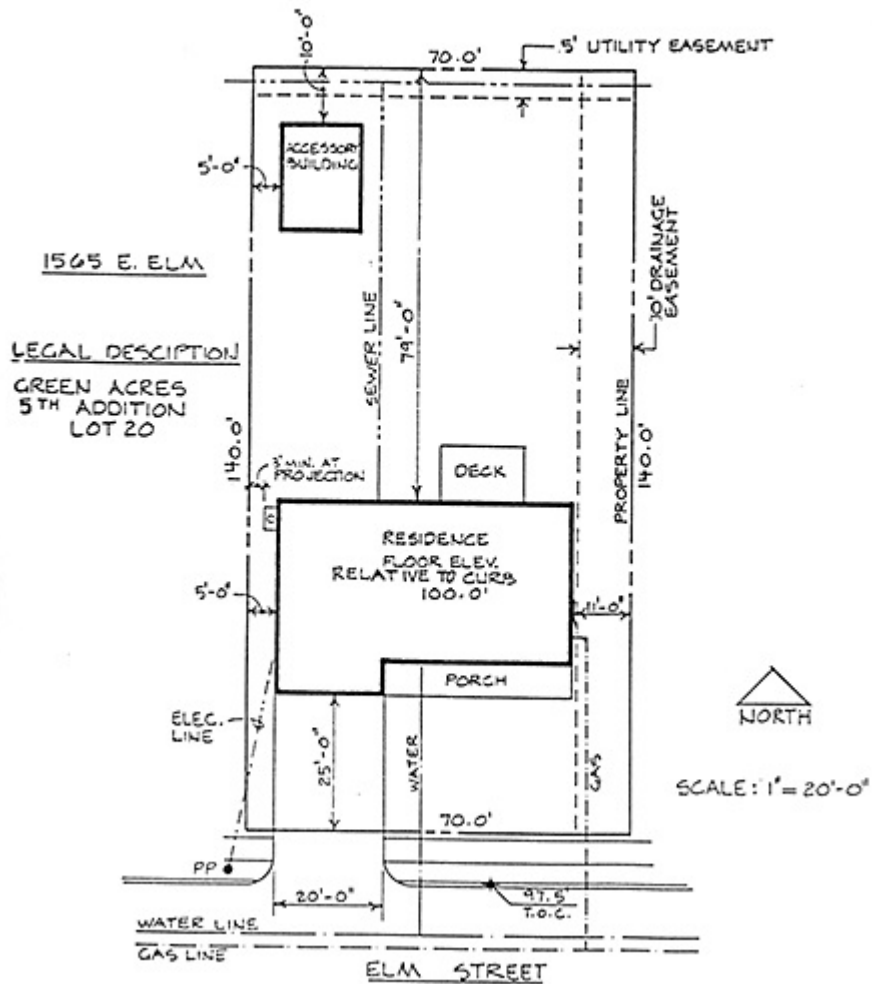 70.0'
5' UTILITY EASEMENT
10'-0"
ACCESSORY
BUILDING
5'-0"
1565 E. ELM
10' DRAINAGE
EASEMENT
SEWER LINE
79'-0"
LEGAL DESCIPTION
GREEN ACRES
5TH ADDITION
LOT 20
140.0'
3' MIN. AT
PROJECTION
DECK
PROPERTY LINE
140.0'
RESIDENCE
FLOOR ELEV.
RELATIVE TO CURB
100.0'
5'-0"
11'-0"
PORCH
ELEC.
LINE
25'-0"
WATER
GAS
NORTH
SCALE: 1" = 20'-0"
70.0'
PP
20'-0"
97.5'
T.O.C.
WATER LINE
GAS LINE
ELM STREET